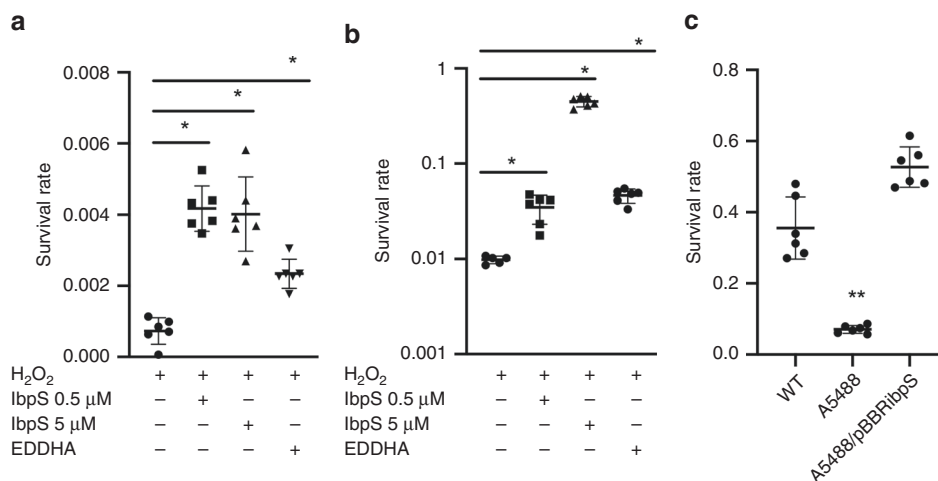 a
Survival rate
0.008
0.006
0.004
0.002
0.000
*
*
*
H₂O₂ + + + +
IbpS 0.5 μM – + – –
IbpS 5 μM – – + –
EDDHA – – – +
b
Survival rate
1
0.1
0.01
0.001
*
*
*
H₂O₂ + + + +
IbpS 0.5 μM – + – –
IbpS 5 μM – – + –
EDDHA – – – +
c
Survival rate
0.8
0.6
0.4
0.2
0.0
**
WT
A5488
A5488/pBBRibpS